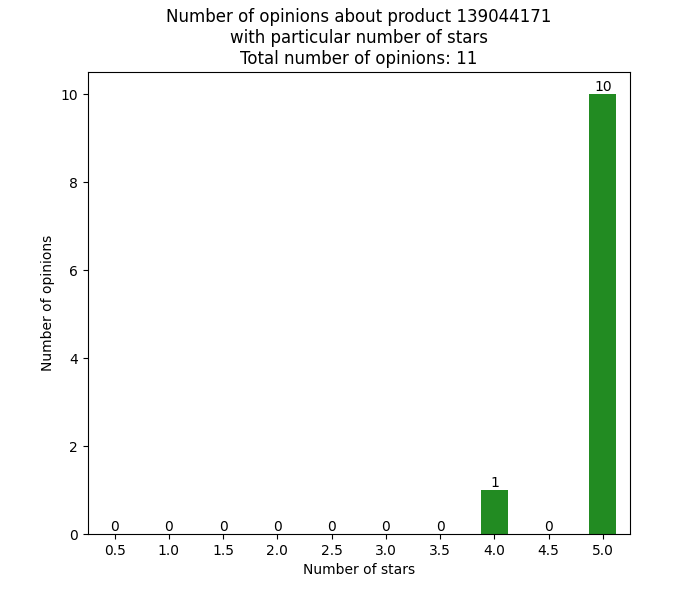 Number of opinions about product 139044171
with particular number of stars
Total number of opinions: 11
10
8
6
4
2
0
Number of opinions
0 0 0 0 0 0 0 1 0 10
0.5 1.0 1.5 2.0 2.5 3.0 3.5 4.0 4.5 5.0
Number of stars